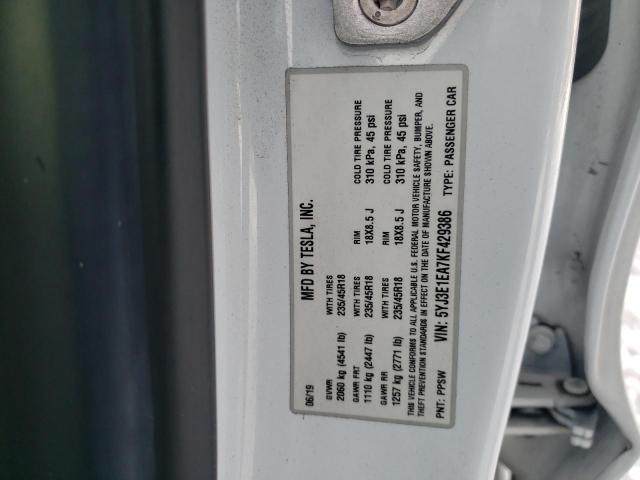 MFD BY TESLA, INC.
06/19
GVWR WITH TIRES RIM COLD TIRE PRESSURE
2060 kg (4541 lb) 235/45R18 18X8.5 J 310 kPa, 45 psi
GAWR FRT WITH TIRES RIM COLD TIRE PRESSURE
1110 kg (2447 lb) 235/45R18 18X8.5 J 310 kPa, 45 psi
GAWR RR
1257 kg (2771 lb) 235/45R18
THIS VEHICLE CONFORMS TO ALL APPLICABLE U.S. FEDERAL MOTOR VEHICLE SAFETY, BUMPER, AND
THEFT PREVENTION STANDARDS IN EFFECT ON THE DATE OF MANUFACTURE SHOWN ABOVE.
PNT: PPSW VIN: 5YJ3E1EA7KF429386 TYPE: PASSENGER CAR